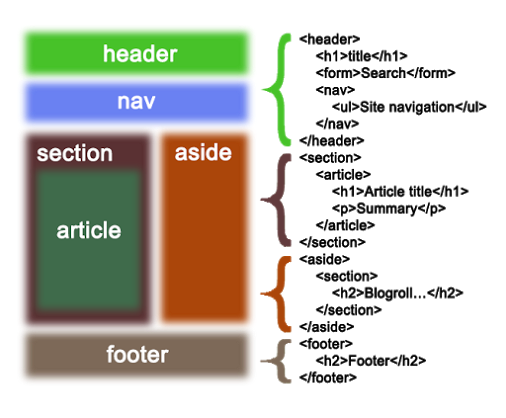 header
nav
section
aside
article
footer
<header>
<h1>title</h1>
<form>Search</form>
<nav>
<ul>Site navigation</ul>
</nav>
</header>
<section>
<article>
<h1>Article title</h1>
<p>Summary</p>
</article>
</section>
<aside>
<section>
<h2>Blogroll...</h2>
</section>
</aside>
<footer>
<h2>Footer</h2>
</footer>